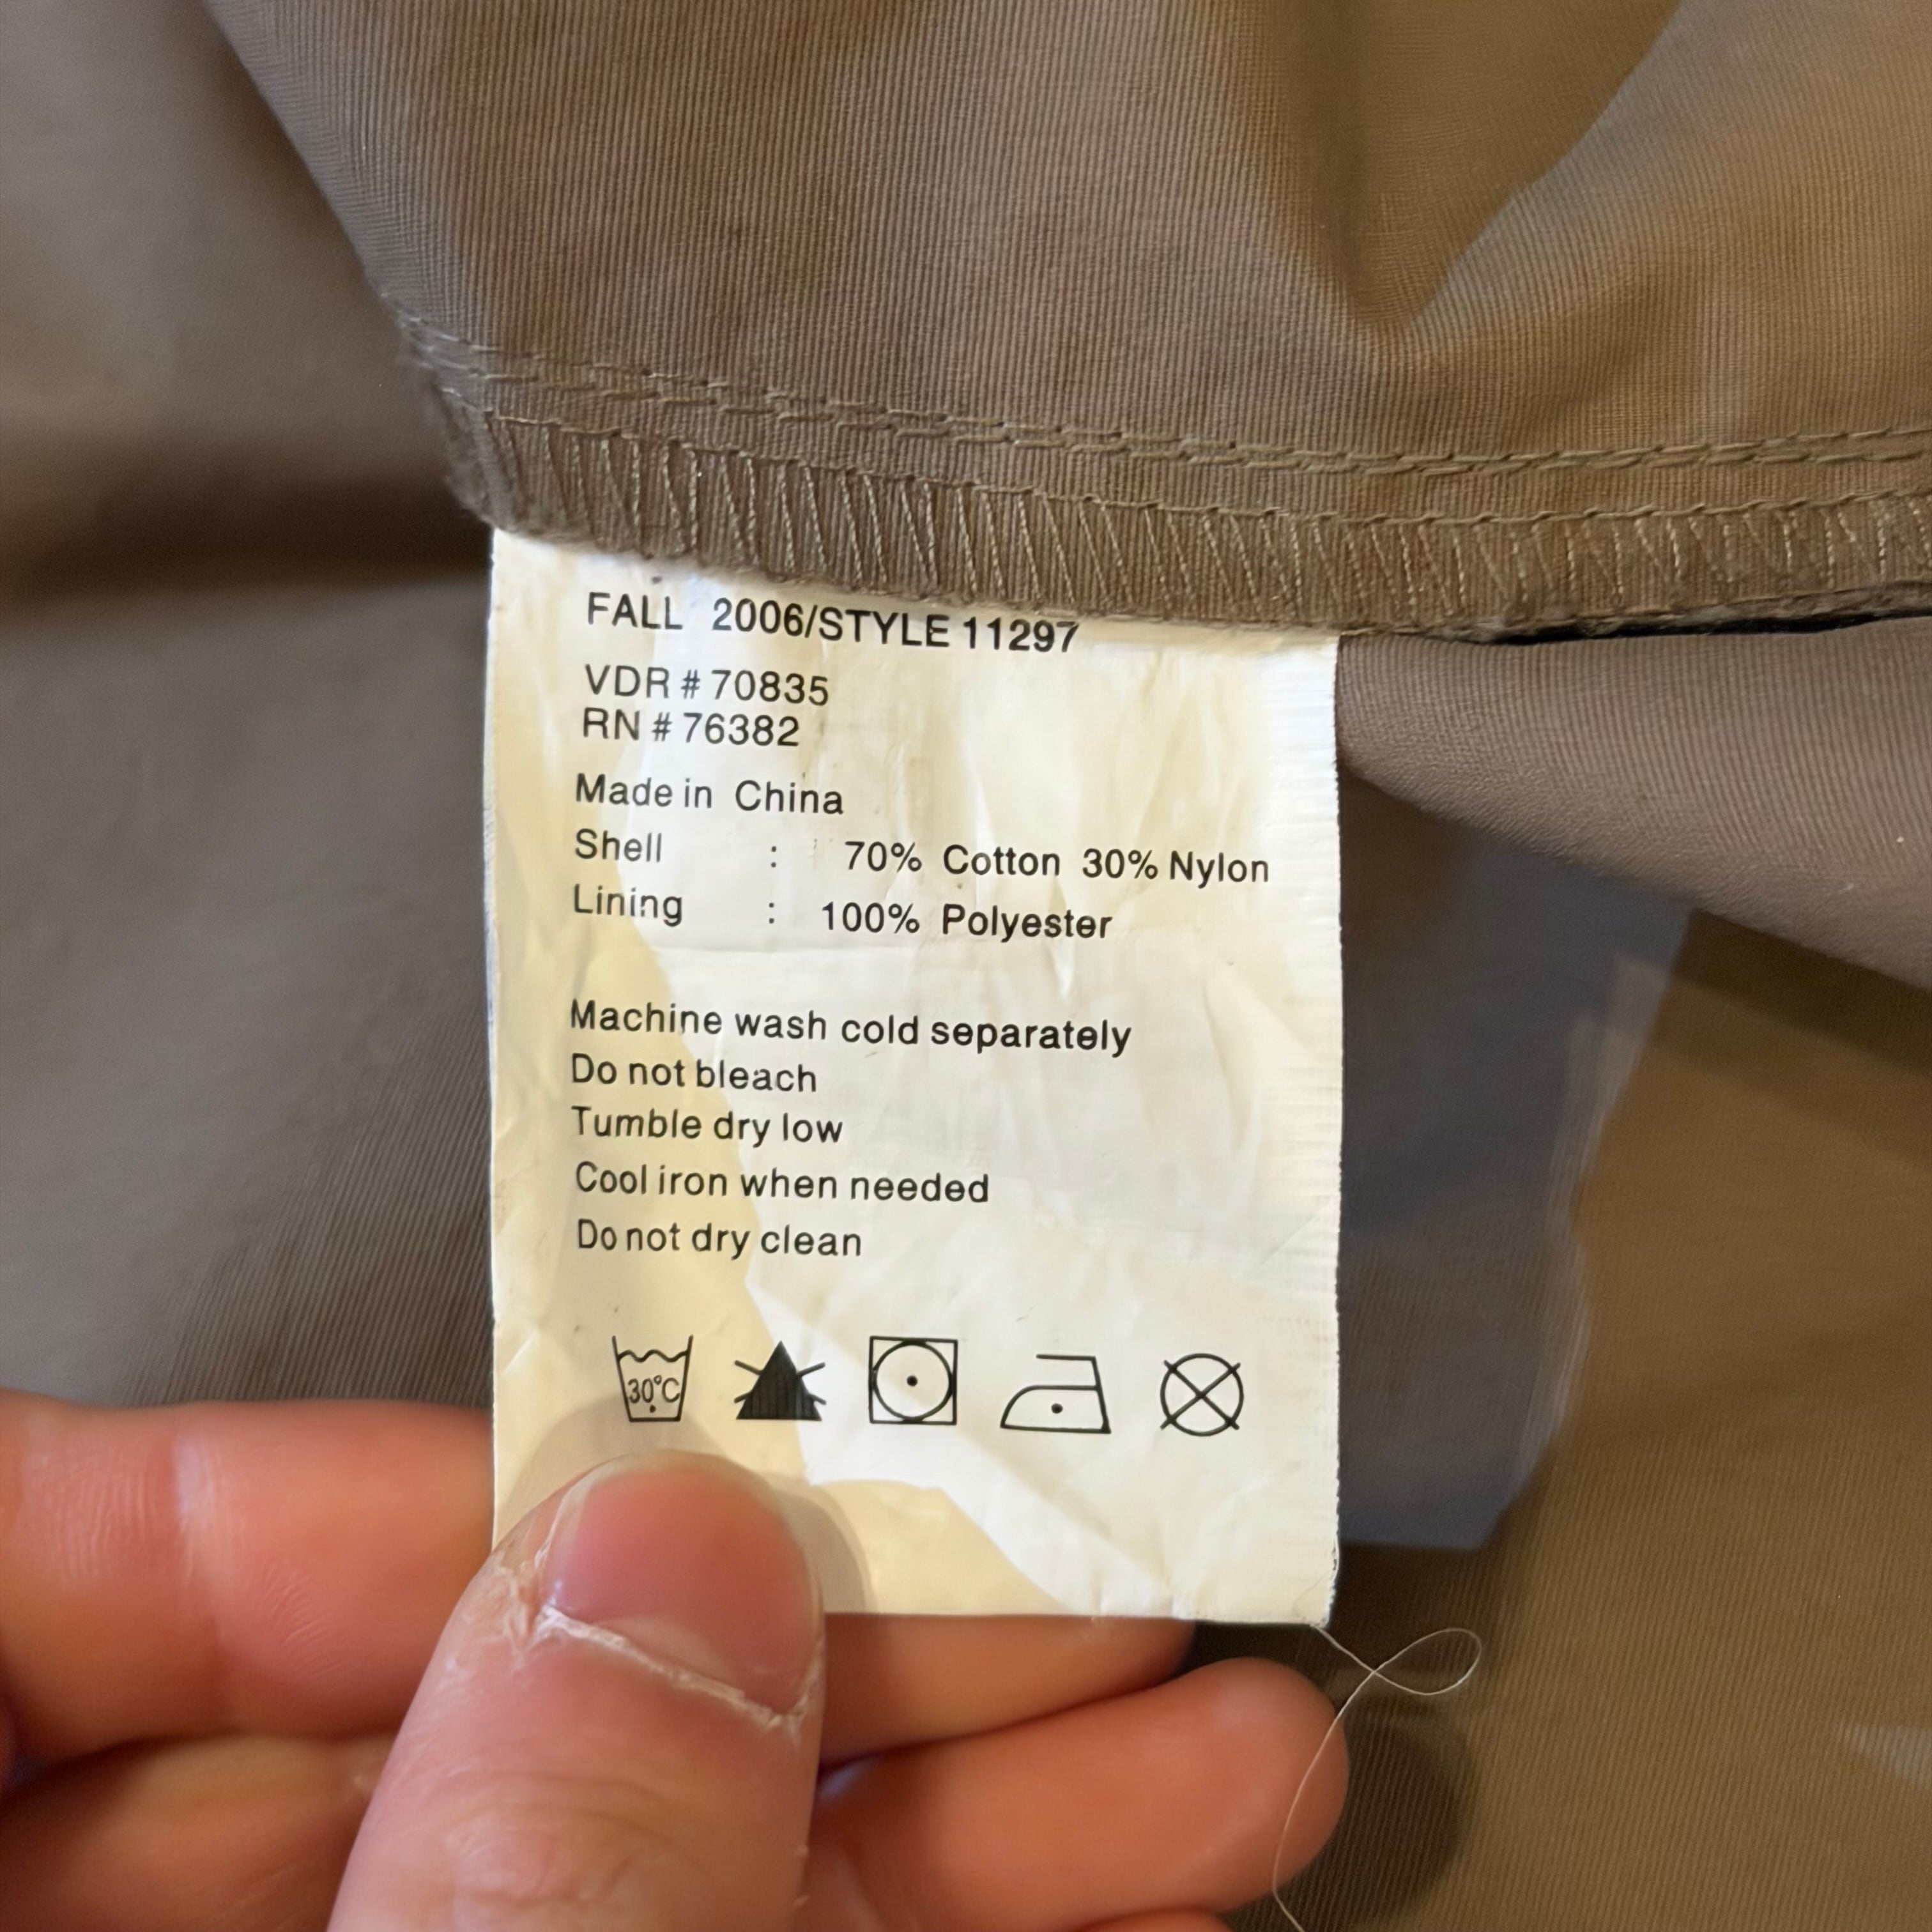 FALL 2006/STYLE 11297
VDR # 70835
RN # 76382
Made in China
Shell : 70% Cotton 30% Nylon
Lining : 100% Polyester
Machine wash cold separately
Do not bleach
Tumble dry low
Cool iron when needed
Do not dry clean
30°C